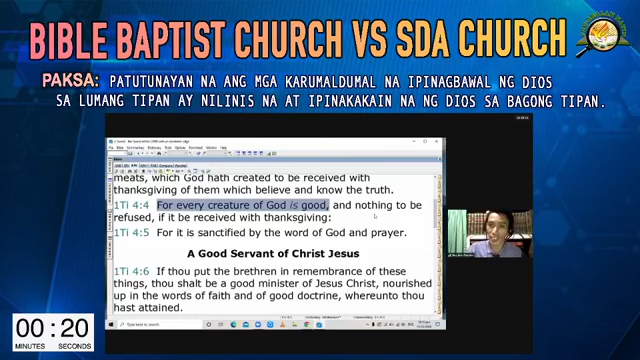 BIBLE BAPTIST CHURCH VS SDA CHURCH
PAKSA: PATUTUNAYAN NA ANG MGA KARUMALDUMAL NA IPINAGBAWAL NG DIOS
SA LUMANG TIPAN AY NILINIS NA AT IPINAKAKAIN NA NG DIOS SA BAGONG TIPAN.
meats, which God hath created to be received with
thanksgiving of them which believe and know the truth.
1Ti 4:4 For every creature of God is good, and nothing to be
refused, if it be received with thanksgiving:
1Ti 4:5 For it is sanctified by the word of God and prayer.
A Good Servant of Christ Jesus
1Ti 4:6 If thou put the brethren in remembrance of these
things, thou shalt be a good minister of Jesus Christ, nourished
up in the words of faith and of good doctrine, whereunto thou
hast attained.
Type here to search
00:20
MINUTES SECONDS